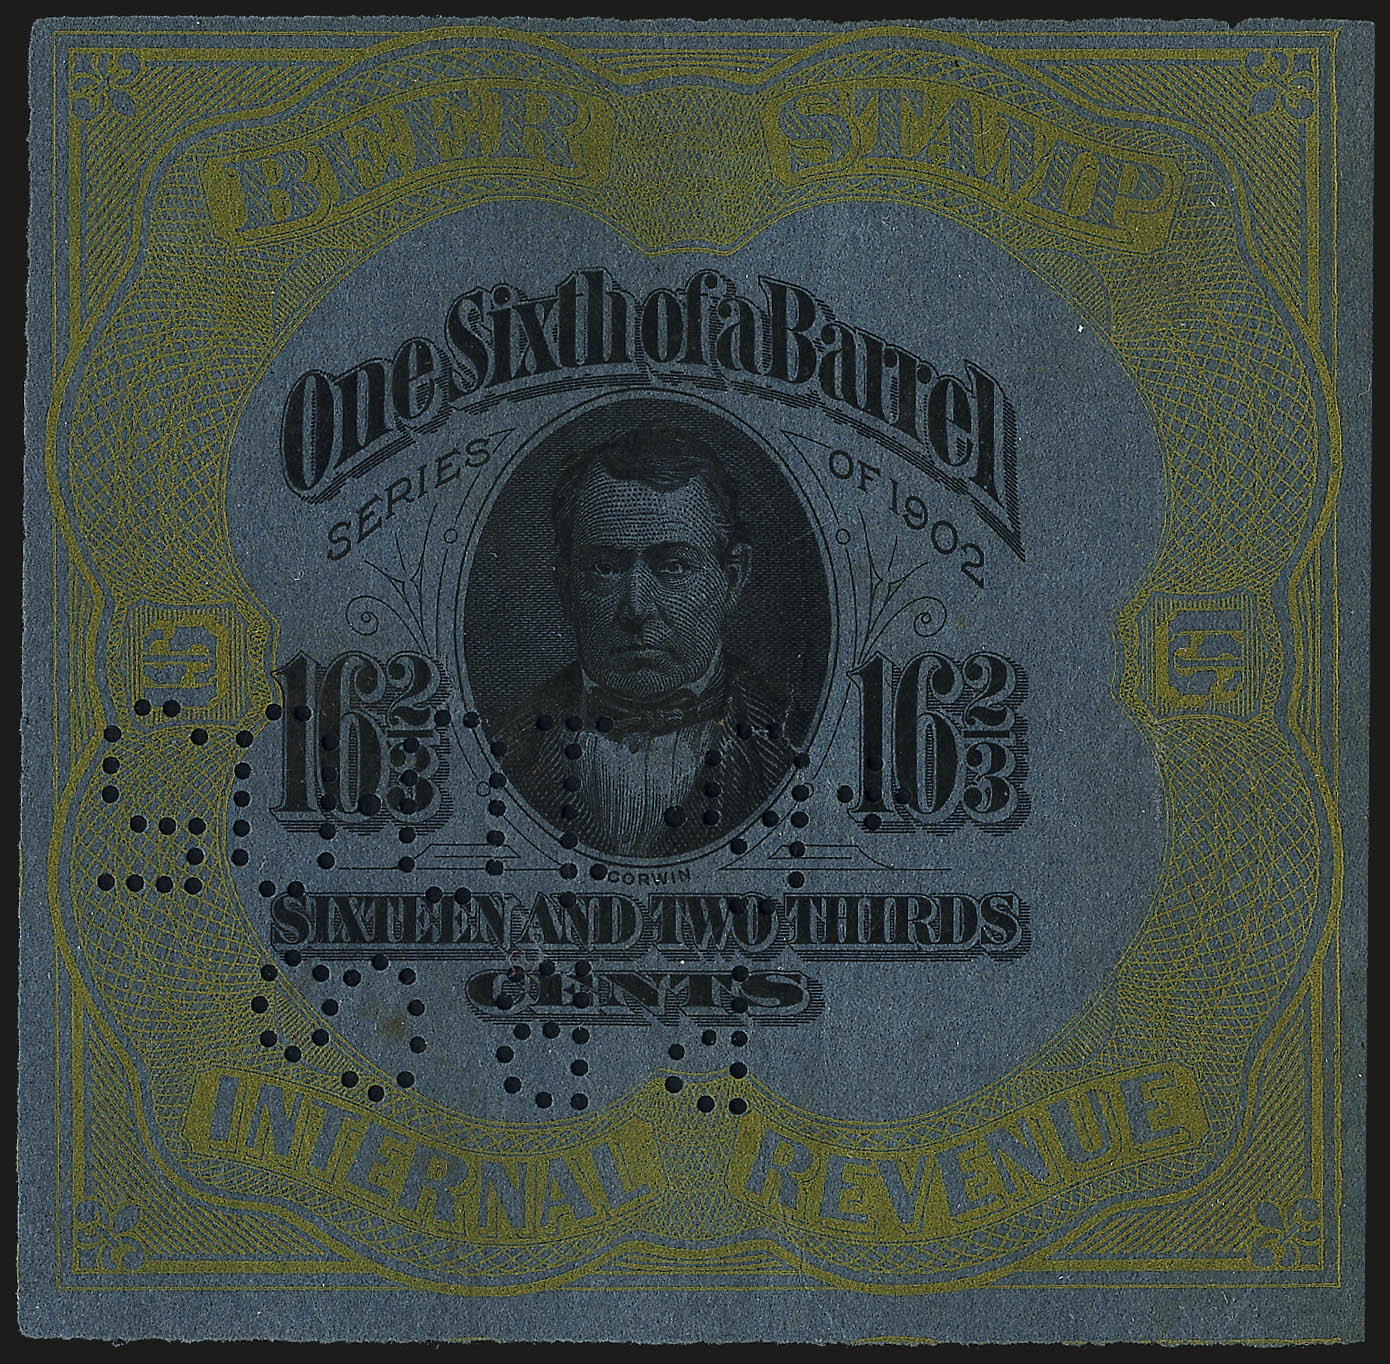 BEER STAMP
One Sixth of a Barrel
SERIES OF 1902
16 2/3 16 2/3
CORWIN
SIXTEEN AND TWO THIRDS
CENTS
INTERNAL REVENUE